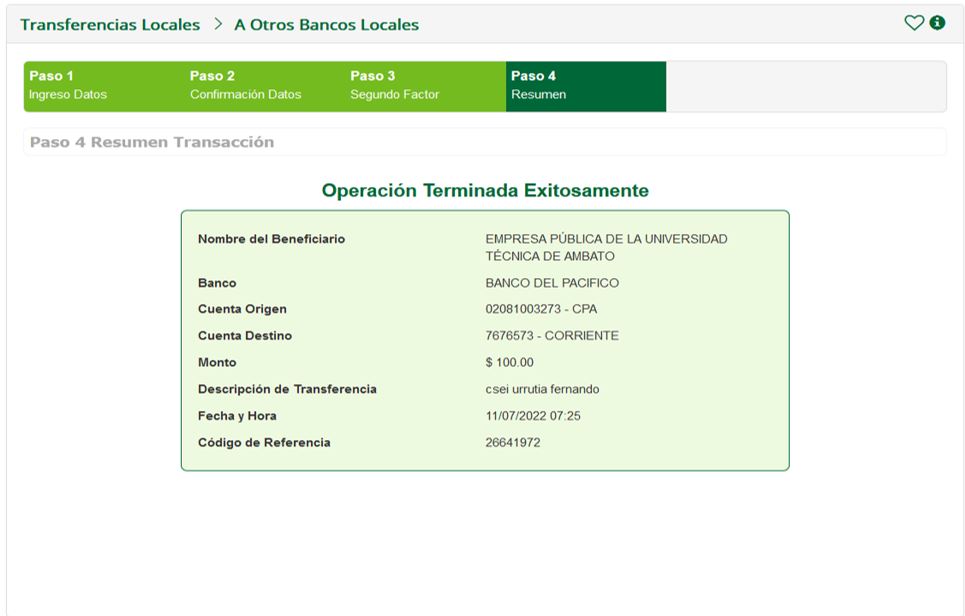 Transferencias Locales > A Otros Bancos Locales
Paso 1 Paso 2 Paso 3 Paso 4
Ingreso Datos Confirmación Datos Segundo Factor Resumen
Paso 4 Resumen Transacción
Operación Terminada Exitosamente
Nombre del Beneficiario EMPRESA PÚBLICA DE LA UNIVERSIDAD
TÉCNICA DE AMBATO
Banco BANCO DEL PACIFICO
Cuenta Origen 02081003273 - CPA
Cuenta Destino 7676573 - CORRIENTE
Monto $ 100.00
Descripción de Transferencia csei urrutia fernando
Fecha y Hora 11/07/2022 07:25
Código de Referencia 26641972